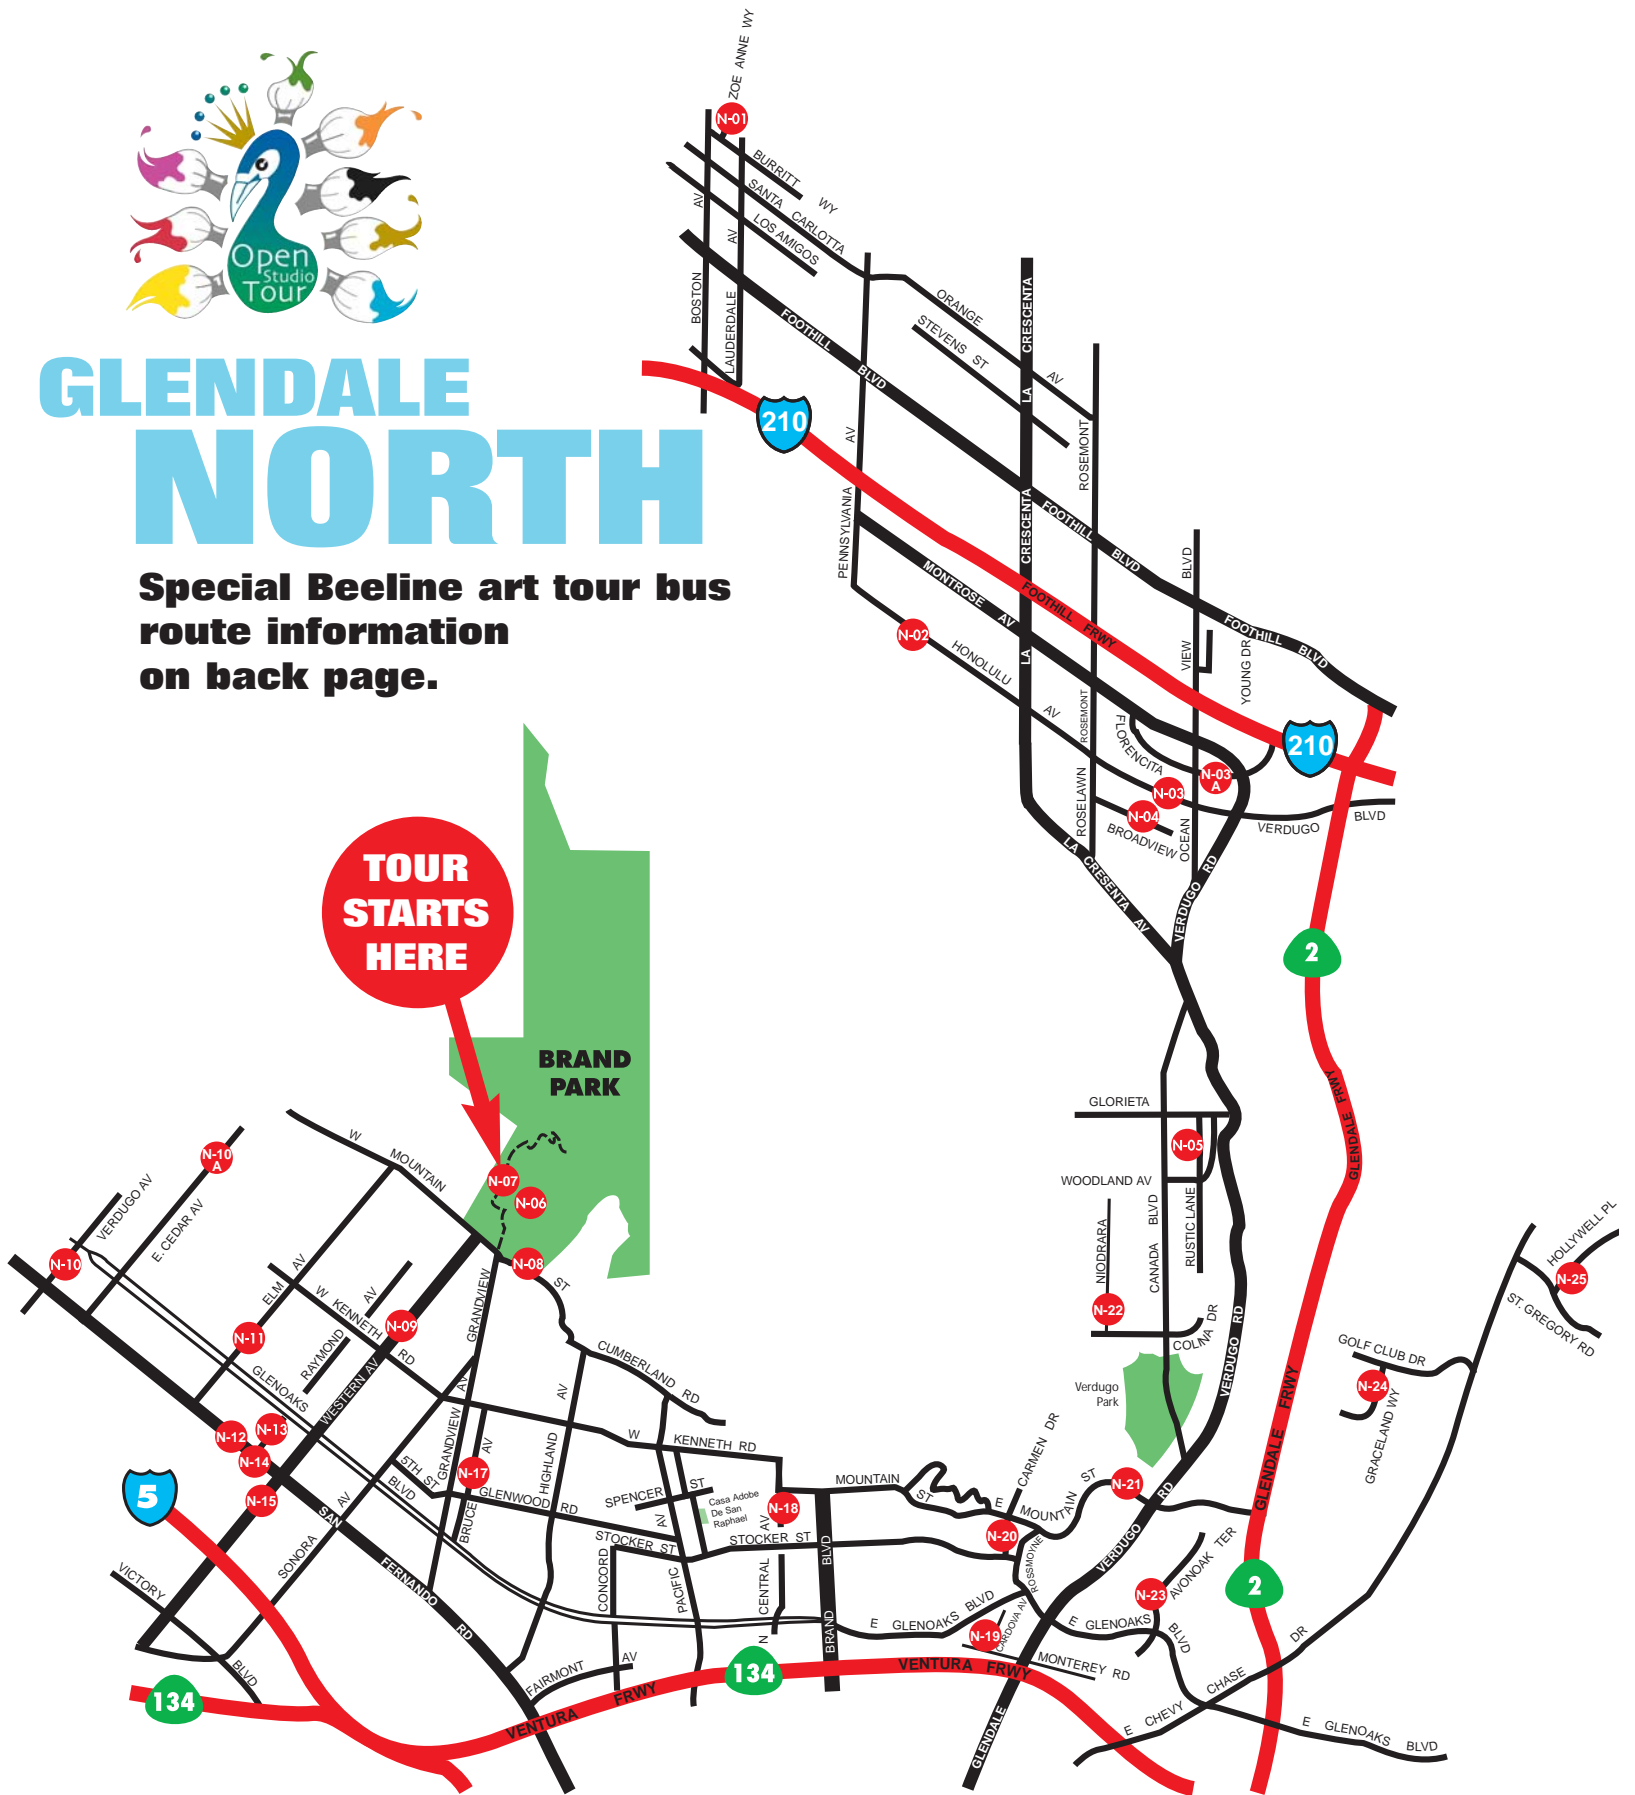 ZOE ANNE WY
N-01
BURRITT WY
SANTA CARLOTTA
LOS AMIGOS
AV
AV
BOSTON
LAUDERDALE
Open
Studio
Tour
GLENDALE
NORTH
Special Beeline art tour bus
route information
on back page.
ORANGE AV
STEVENS ST
CRESCENTA
LA
FOOTHILL BLVD
210
AV
PENNSYLVANIA
ROSEMONT
CRESCENTA
LA
FOOTHILL BLVD
FOOTHILL FRWY
MONTROSE AV
N-02
HONOLULU AV
BLVD
VIEW
OCEAN
YOUNG DR
FOOTHILL BLVD
ROSEMONT
FLORENCITA
210
N-03
A
N-03
N-04
BROADVIEW
ROSELAWN
VERDUGO BLVD
LA CRESENTA AV
VERDUGO RD
2
TOUR
STARTS
HERE
BRAND
PARK
GLENDALE FRWY
GLORIETA
N-05
WOODLAND AV
CANADA BLVD
RUSTIC LANE
NIODRARA
N-22
COLINA DR
VERDUGO RD
Verdugo
Park
W MOUNTAIN
ST
N-10
A
VERDUGO AV
E. CEDAR AV
N-10
N-07
N-06
N-08
ELM AV
W KENNETH RD
RAYMOND AV
N-09
N-11
GLENOAKS
BLVD
WESTERN AV
GRANDVIEW
AV
GRANDVIEW
CUMBERLAND RD
HIGHLAND
AV
W KENNETH RD
N-12
N-13
N-14
N-15
N-17
5TH ST
BRUCE
AV
GLENWOOD RD
SPENCER ST
Casa Adobe
De San
Raphael
N-18
STOCKER ST
STOCKER ST
AV
PACIFIC
CONCORD
N CENTRAL AV
BLVD
BRAND
MOUNTAIN ST
E MOUNTAIN ST
CARMEN DR
N-20
N-21
ROSSMOYNE
VERDUGO RD
AVONOAK TER
N-23
E GLENOAKS BLVD
E GLENOAKS BLVD
N-19
CARDOVA AV
MONTEREY RD
GLENDALE
GLENDALE FRWY
2
HOLLYWELL PL
N-25
ST. GREGORY RD
GOLF CLUB DR
N-24
GRACELAND WY
5
SAN FERNANDO RD
SONORA AV
VICTORY BLVD
134
FAIRMONT AV
VENTURA FRWY
134
VENTURA FRWY
E CHEVY CHASE DR
E GLENOAKS BLVD